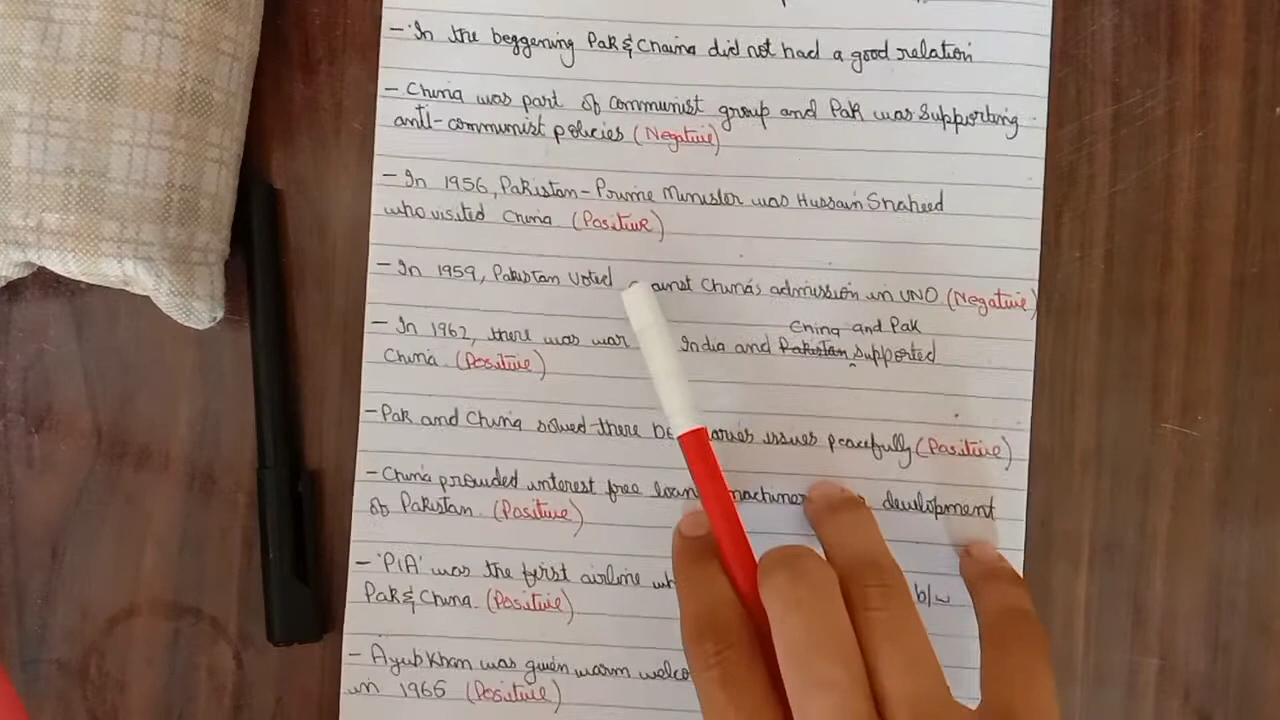 - In the beggening Pak & Chaina did not had a good relation
- China was part of communist group and Pak was supporting
anti-communist policies (Negative)
- In 1956, Pakistan-Prime Minister was Hussain Shaheed
who visited China (Positive)
- In 1959, Pakistan voted China's admission in UNO (Negative)
China and Pak
- In 1962, there was war India and Pakistan supported
China. (Positive)
- Pak and China solved there issues peacefully (Positive)
- China provided interest free loan development
of Pakistan. (Positive)
- 'PIA' was the first airline b/w
Pak & China. (Positive)
- Ayub Khan was given warm
in 1965 (Positive)